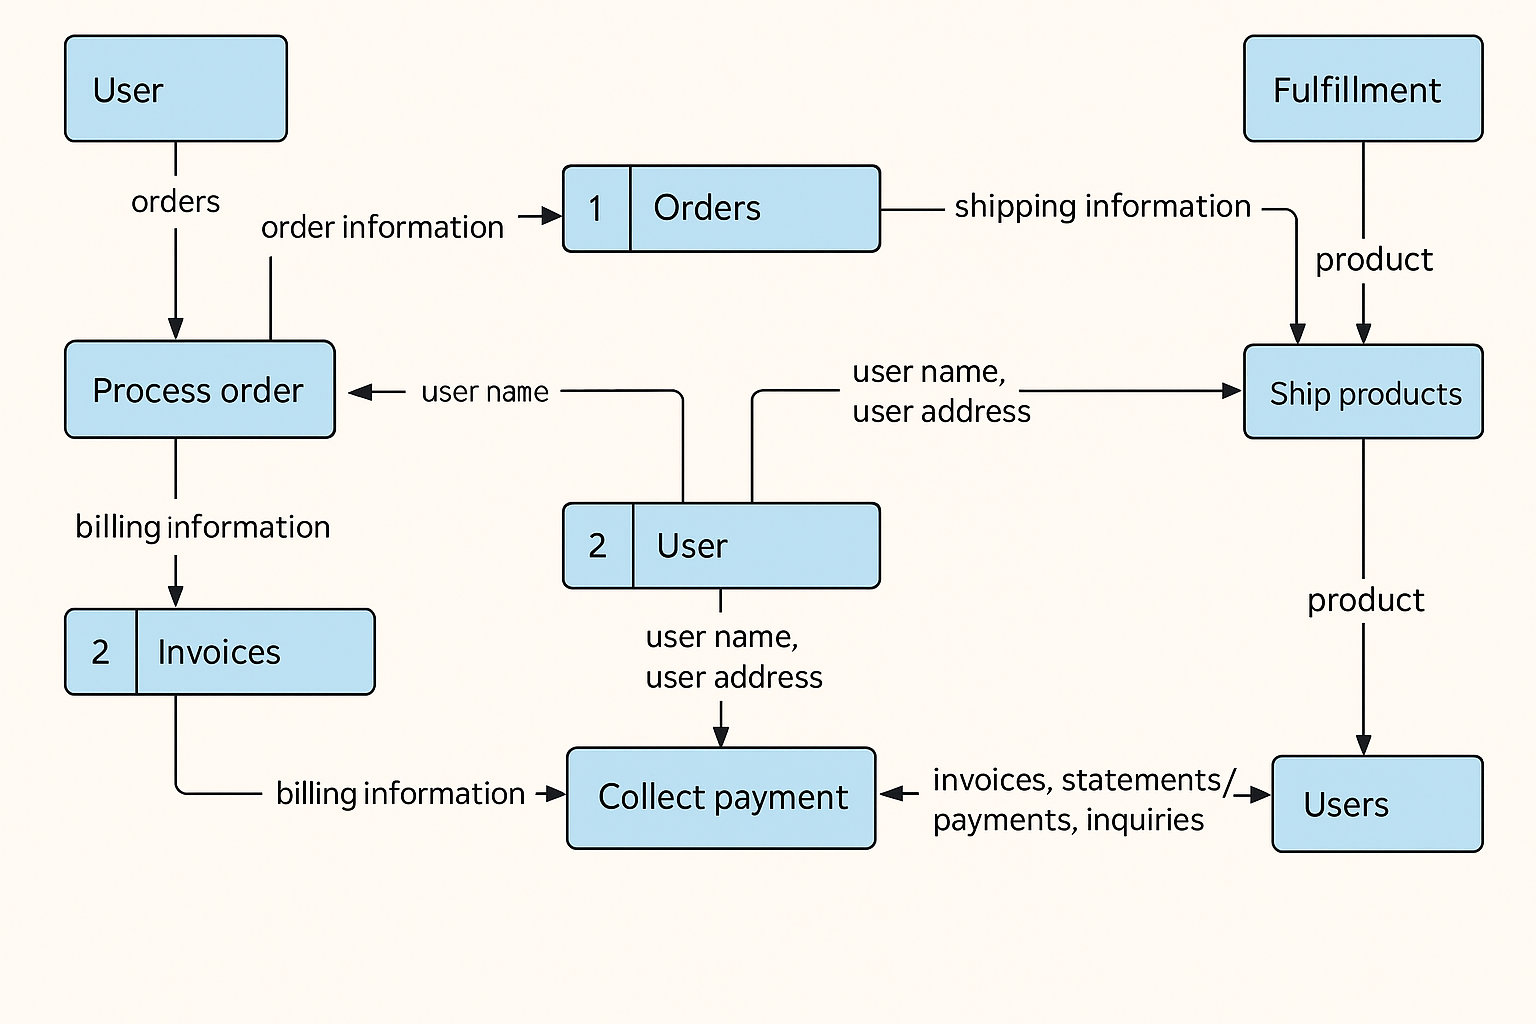 User
Fulfillment
orders
order information
1
Orders
shipping information
product
Process order
user name
user name,
user address
Ship products
billing information
2
User
2
Invoices
user name,
user address
product
billing information
Collect payment
invoices, statements/
payments, inquiries
Users